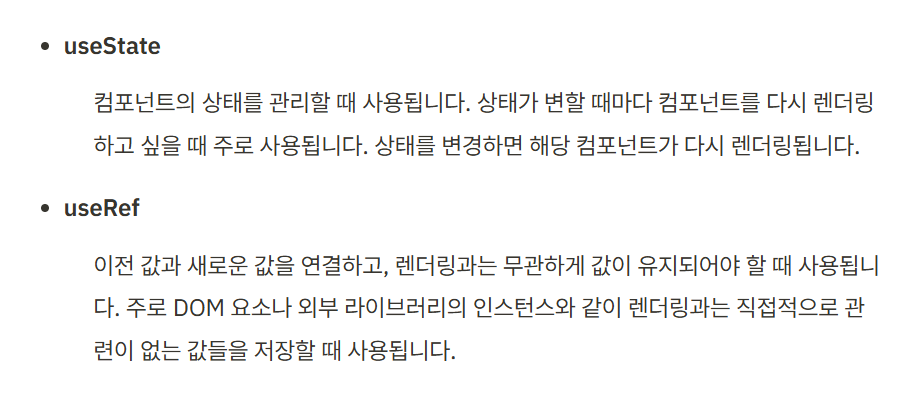 useState
컴포넌트의 상태를 관리할 때 사용됩니다. 상태가 변할 때마다 컴포넌트를 다시 렌더링
하고 싶을 때 주로 사용됩니다. 상태를 변경하면 해당 컴포넌트가 다시 렌더링됩니다.
useRef
이전 값과 새로운 값을 연결하고, 렌더링과는 무관하게 값이 유지되어야 할 때 사용됩니
다. 주로 DOM 요소나 외부 라이브러리의 인스턴스와 같이 렌더링과는 직접적으로 관
련이 없는 값들을 저장할 때 사용됩니다.